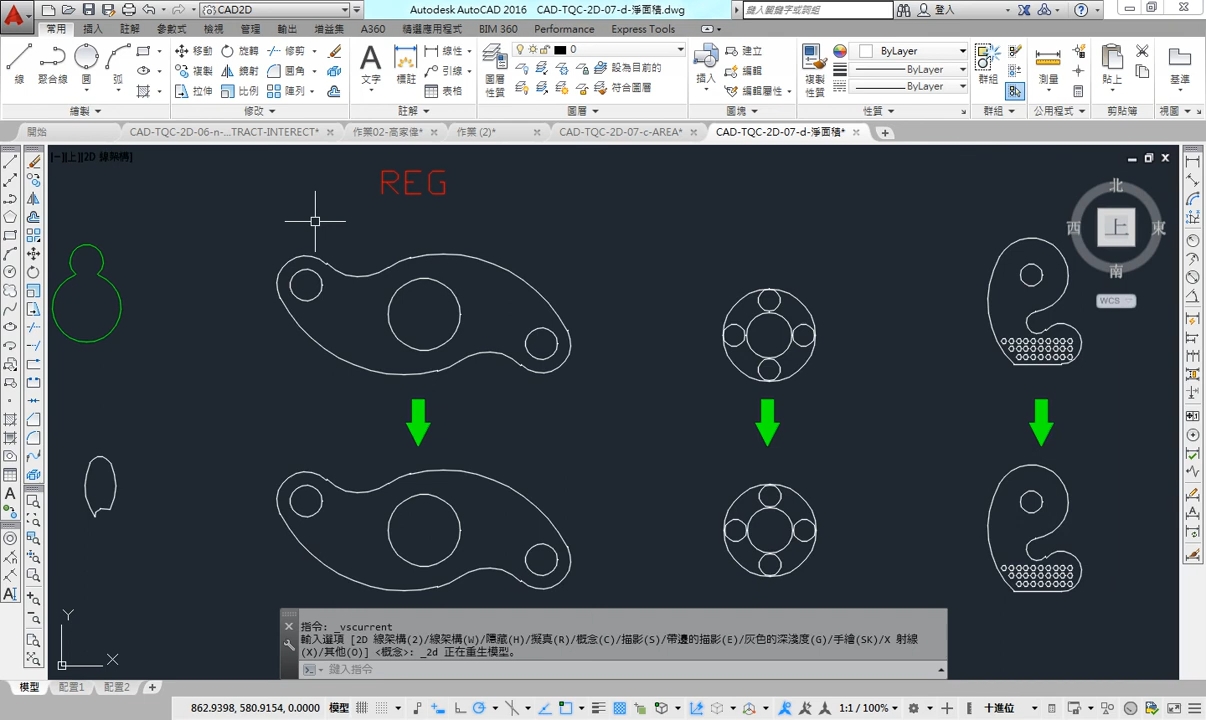 CAD2D
Autodesk AutoCAD 2016 CAD-TQC-2D-07-d-淨面積.dwg
鍵入關鍵字或詞組
登入
常用 插入 註解 參數式 檢視 管理 輸出 增益集 A360 精選應用程式 BIM 360 Performance Express Tools
線 聚合線 圓 弧
移動 旋轉 修剪
複製 鏡射 圓角
拉伸 比例 陣列
文字 標註
線性
引線
表格
圖層性質
0
設為目前的
符合圖層
插入
建立
編輯
編輯屬性
複製性質
ByLayer
ByLayer
ByLayer
群組 測量 貼上 基準
繪製 修改 註解 圖層 圖塊 性質 群組 公用程式 剪貼簿 視圖
開始 CAD-TQC-2D-06-n-...TRACT-INTERECT* 作業02-高家偉* 作業 (2)* CAD-TQC-2D-07-c-AREA* CAD-TQC-2D-07-d-淨面積*
[−][上][2D 線架構]
REG
北
西 上 東
南
WCS
Y
X
指令: _vscurrent
輸入選項 [2D 線架構(2)/線架構(W)/隱藏(H)/擬真(R)/概念(C)/描影(S)/帶邊的描影(E)/灰色的深淺度(G)/手繪(SK)/X 射線
(X)/其他(O)] <概念>: _2d 正在重生模型。
鍵入指令
模型 配置1 配置2
862.9398, 580.9154, 0.0000 模型 1:1 / 100% 十進位